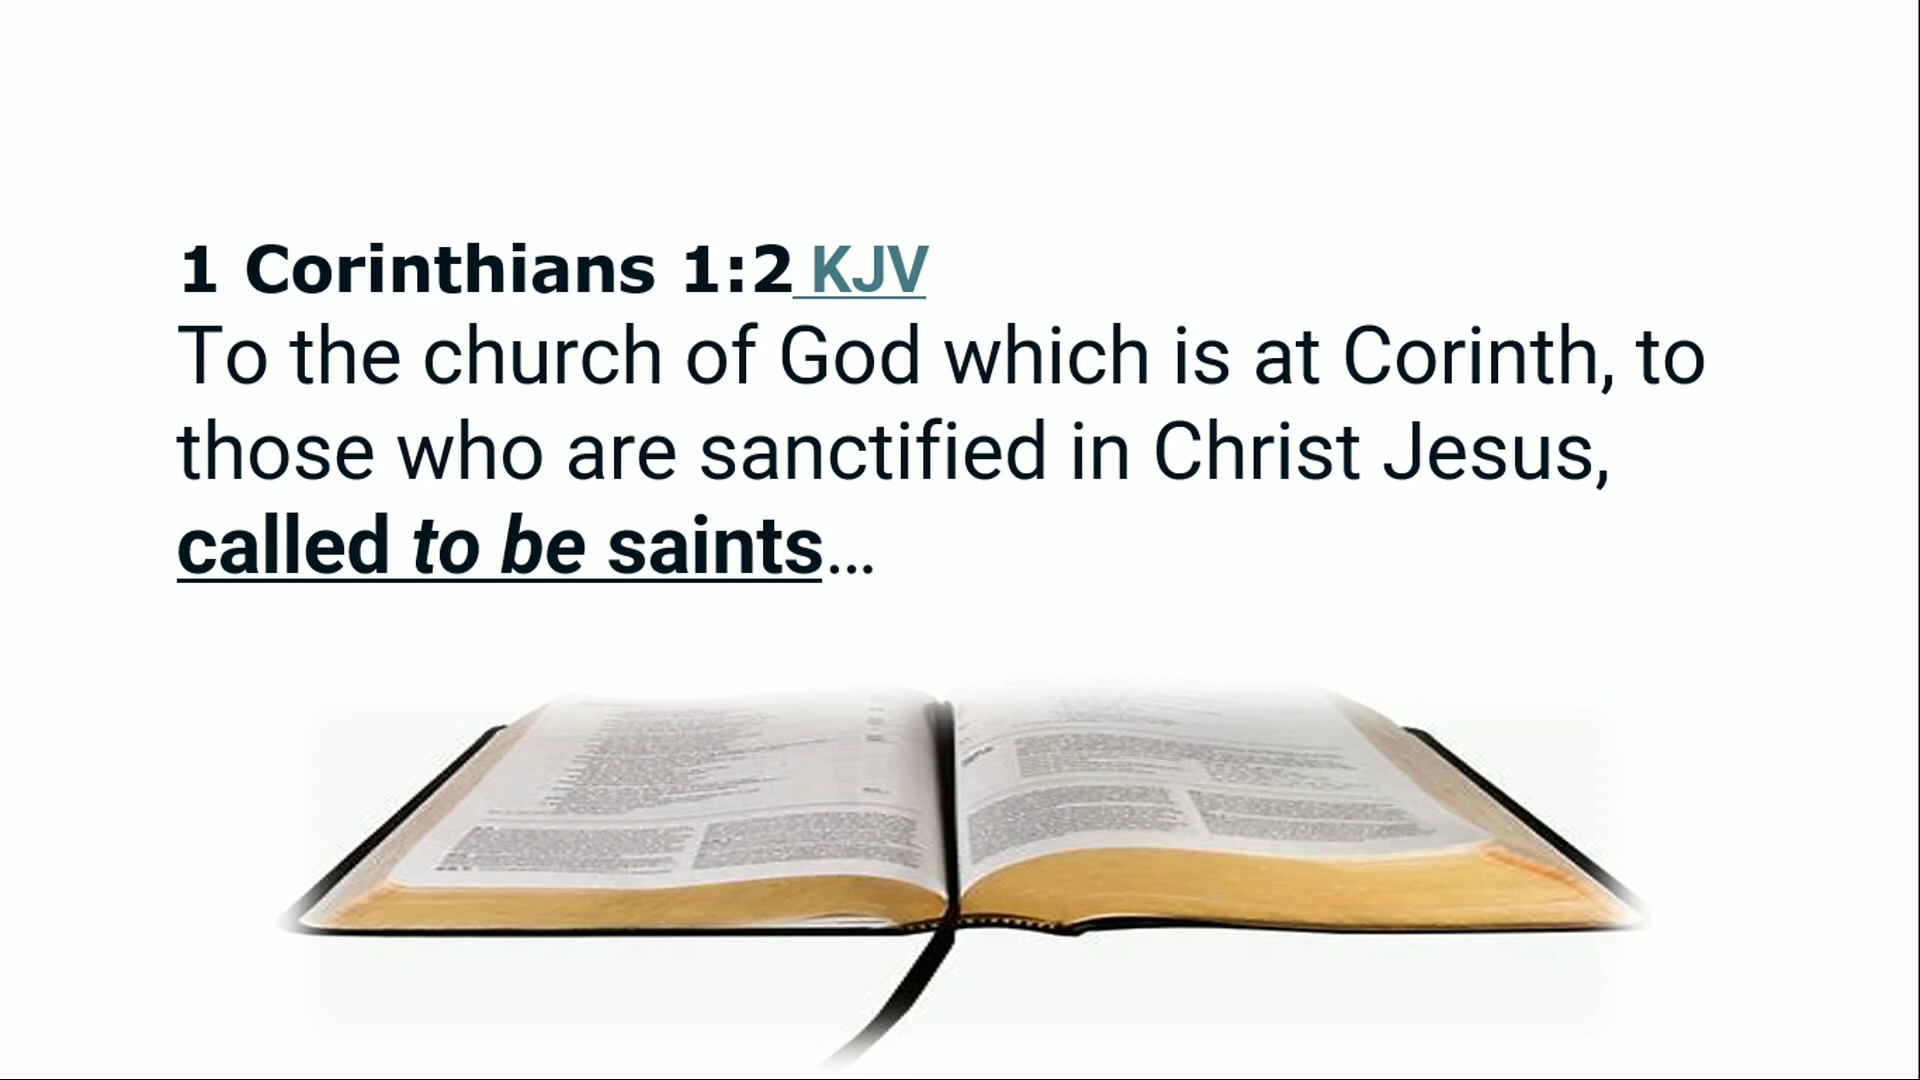 1 Corinthians 1:2 KJV
To the church of God which is at Corinth, to
those who are sanctified in Christ Jesus,
called to be saints...